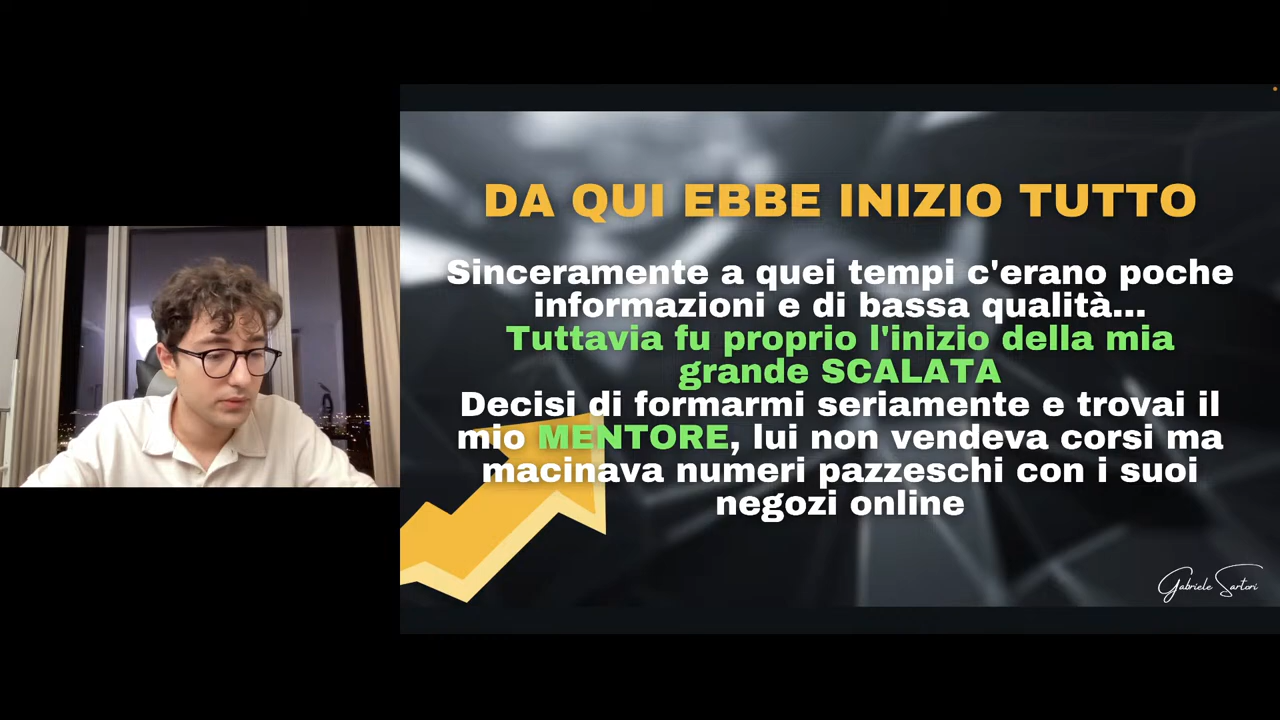 DA QUI EBBE INIZIO TUTTO
Sinceramente a quei tempi c'erano poche
informazioni e di bassa qualità...
Tuttavia fu proprio l'inizio della mia
grande SCALATA
Decisi di formarmi seriamente e trovai il
mio MENTORE, lui non vendeva corsi ma
macinava numeri pazzeschi con i suoi
negozi online
Gabriele Sartori